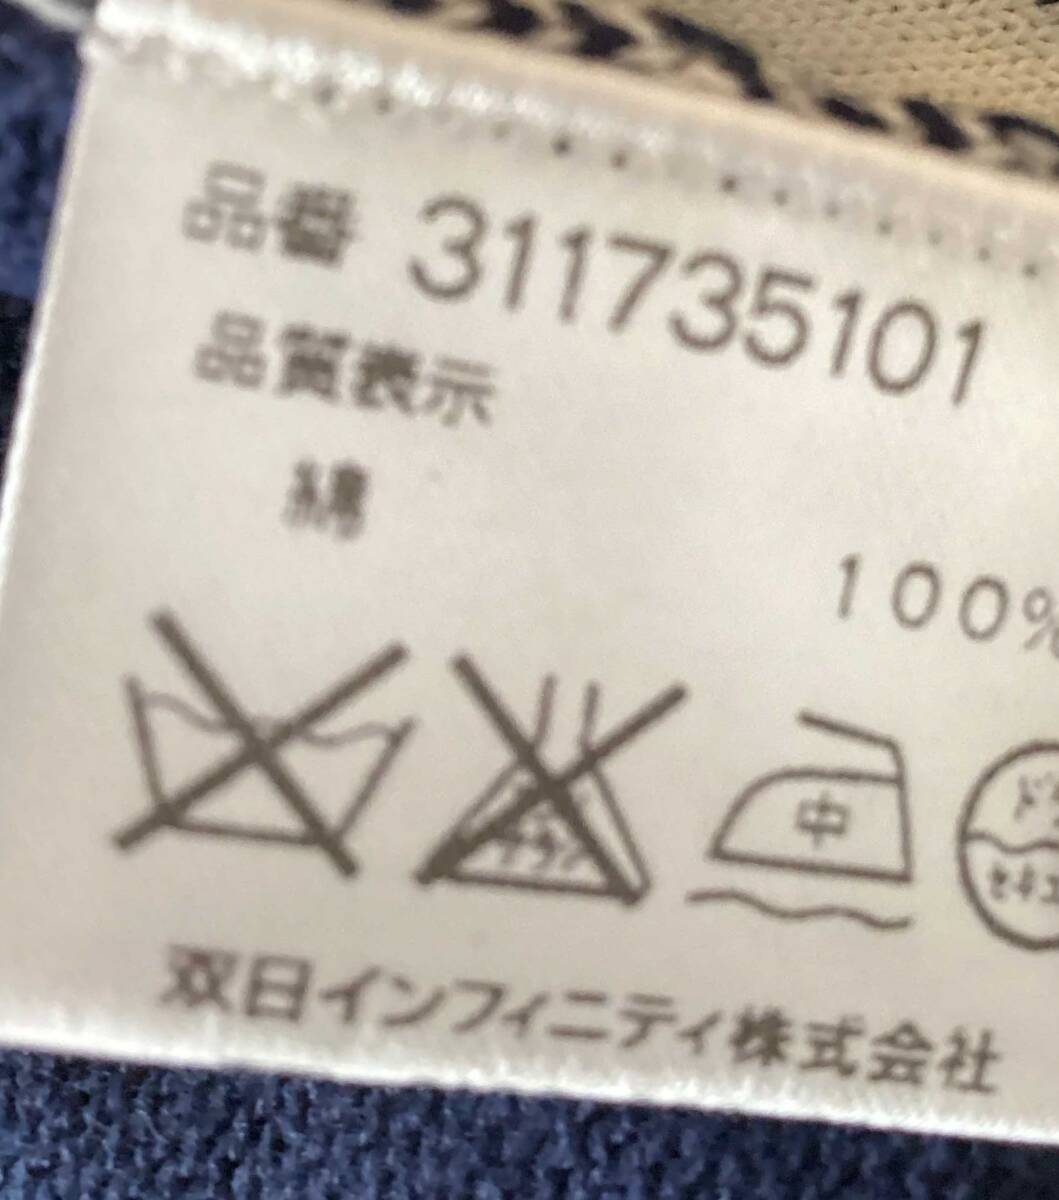 品番 311735101
品質表示
綿 100%
中
双日インフィニティ株式会社